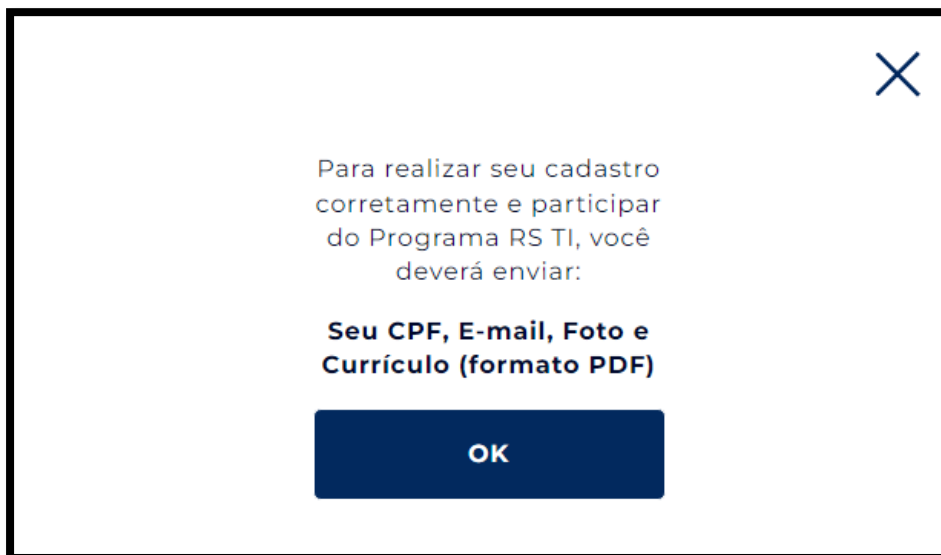 Para realizar seu cadastro
corretamente e participar
do Programa RS TI, você
deverá enviar:
Seu CPF, E-mail, Foto e
Currículo (formato PDF)
OK